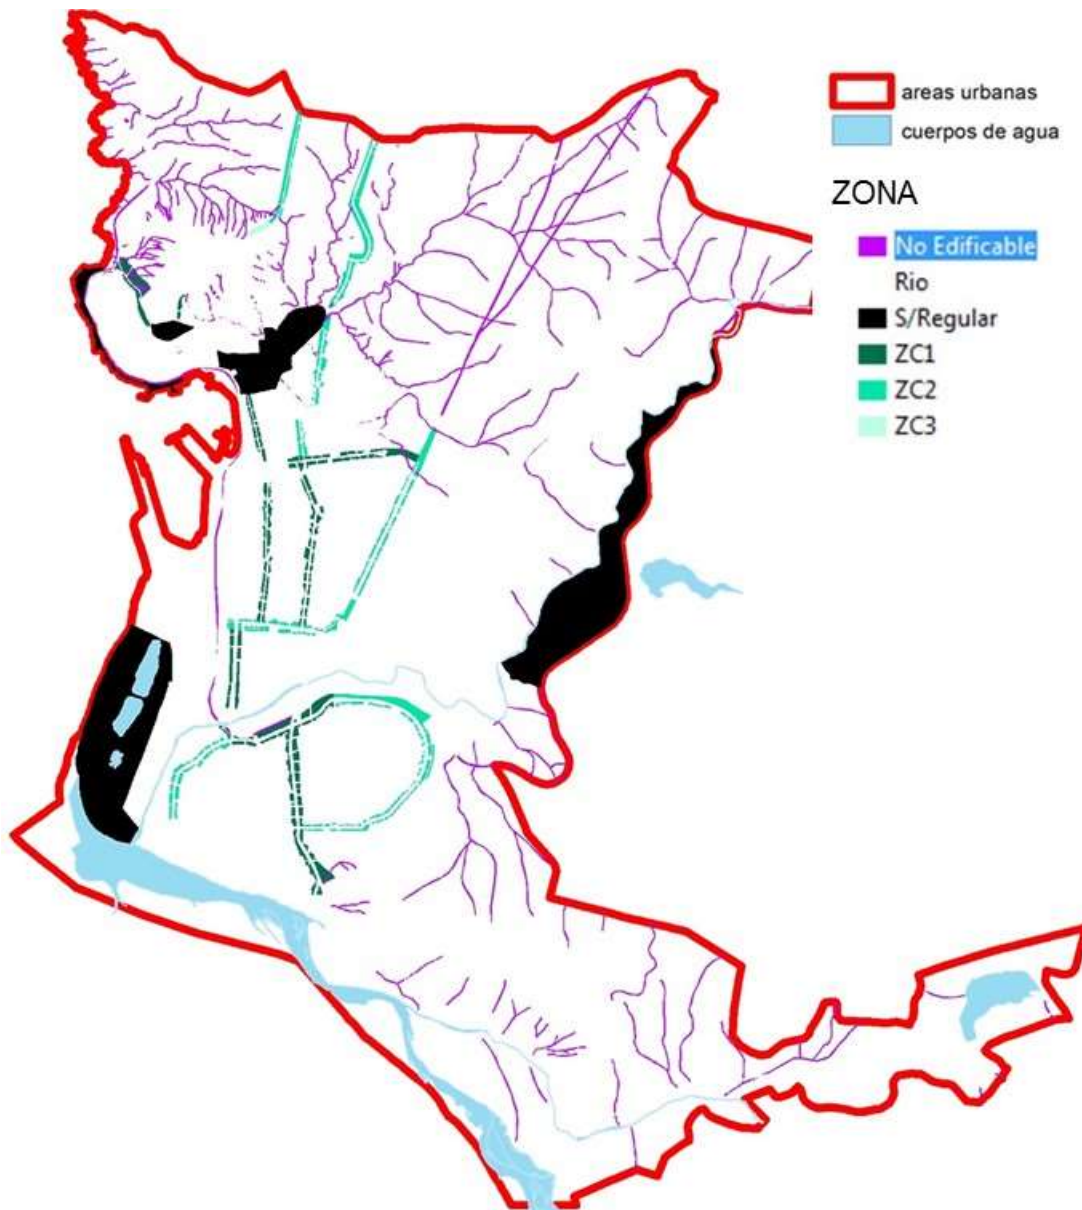 areas urbanas
cuerpos de agua
ZONA
No Edificable
Rio
S/Regular
ZC1
ZC2
ZC3